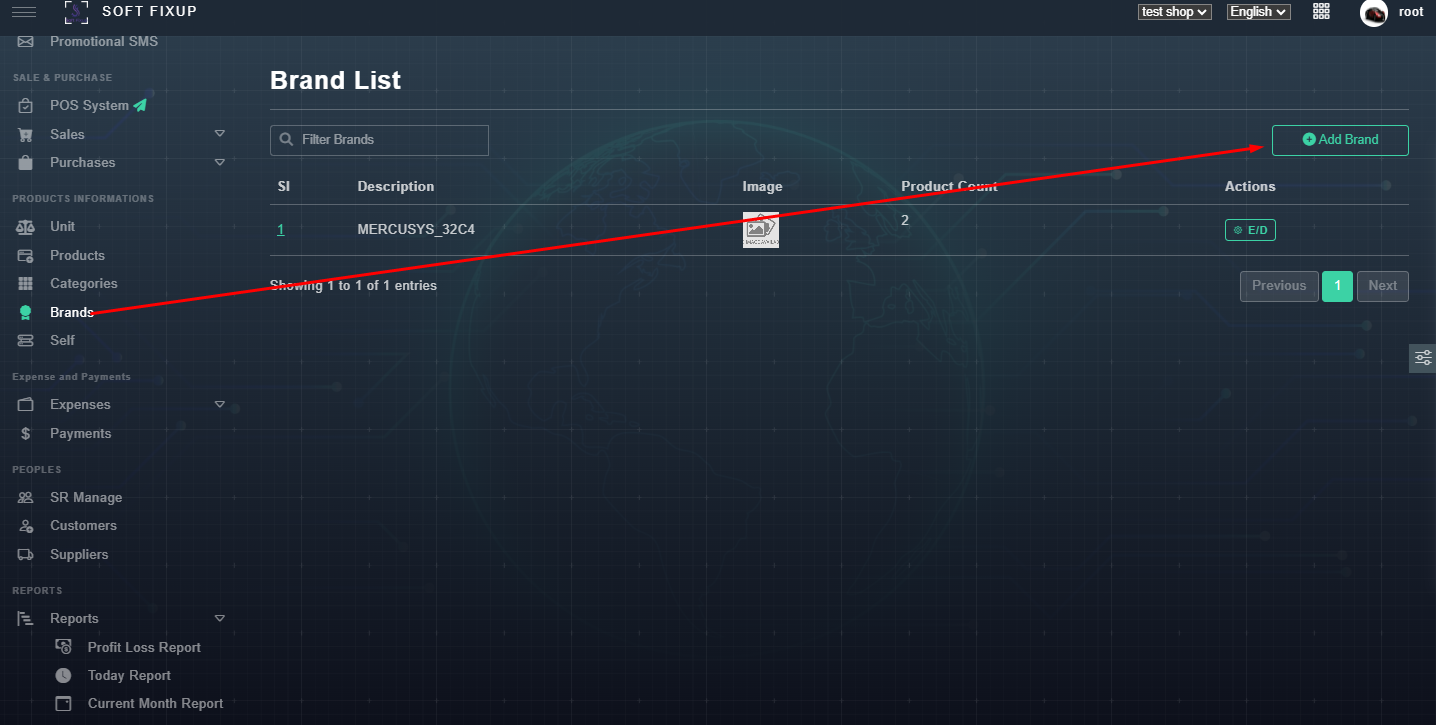 SOFT FIXUP
test shop
English
root
Promotional SMS
SALE & PURCHASE
POS System
Sales
Purchases
PRODUCTS INFORMATIONS
Unit
Products
Categories
Brands
Self
Expense and Payments
Expenses
Payments
PEOPLES
SR Manage
Customers
Suppliers
REPORTS
Reports
Profit Loss Report
Today Report
Current Month Report
Brand List
Filter Brands
Add Brand
Sl Description Image Product Count Actions
1 MERCUSYS_32C4 2 E/D
Showing 1 to 1 of 1 entries
Previous 1 Next